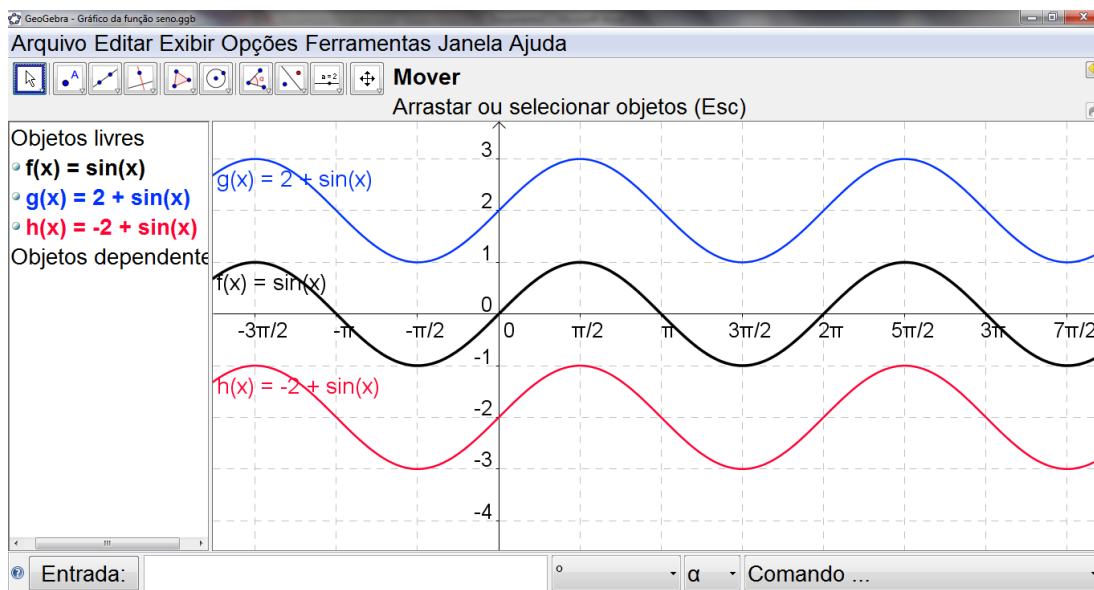 GeoGebra - Gráfico da função seno.ggb
Arquivo Editar Exibir Opções Ferramentas Janela Ajuda
A
a=2
Mover
Arrastar ou selecionar objetos (Esc)
Objetos livres
f(x) = sin(x)
g(x) = 2 + sin(x)
h(x) = -2 + sin(x)
Objetos dependente
3
g(x) = 2 + sin(x)
2
1
f(x) = sin(x)
0
-3π/2 -π -π/2 0 π/2 π 3π/2 2π 5π/2 3π 7π/2
-1
h(x) = -2 + sin(x)
-2
-3
-4
Entrada: º α Comando ...